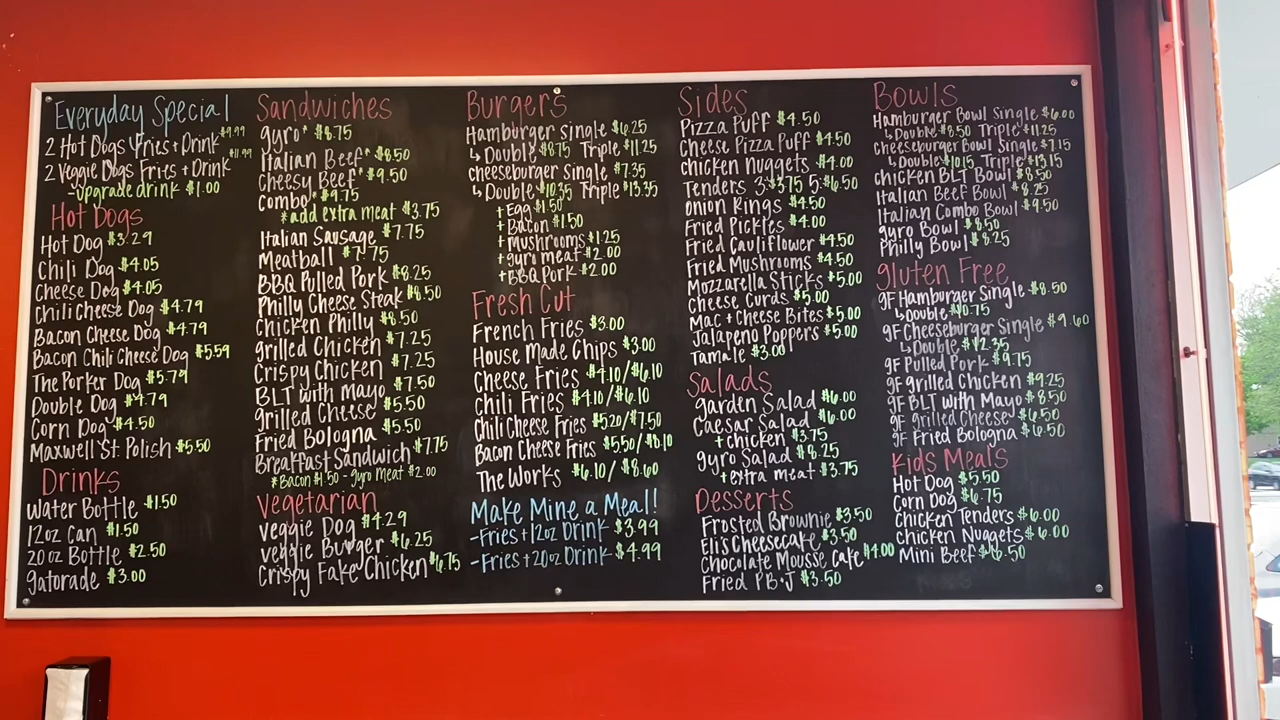 Everyday Special
2 Hot Dogs Fries + Drink $9.99
2 Veggie Dogs Fries + Drink $11.99
-upgrade drink $1.00
Hot Dogs
Hot Dog $3.29
Chili Dog $4.05
Cheese Dog $4.05
Chili Cheese Dog $4.79
Bacon Cheese Dog $4.79
Bacon Chili Cheese Dog $5.59
The Porker Dog $5.79
Double Dog $4.79
Corn Dog $4.50
Maxwell St. Polish $5.50
Drinks
Water Bottle $1.50
12oz Can $1.50
20oz Bottle $2.50
gatorade $3.00
Sandwiches
gyro* $8.75
Italian Beef* $8.50
Cheesy Beef* $9.50
Combo* $9.75
*add extra meat $3.75
Italian Sausage $7.75
Meatball $7.75
BBQ Pulled Pork $8.25
Philly Cheese Steak $8.50
Chicken Philly $8.50
grilled Chicken $7.25
Crispy Chicken $7.25
BLT with mayo $7.50
grilled Cheese $5.50
Fried Bologna $5.50
Breakfast Sandwich $7.75
*Bacon $1.50 - gyro Meat $2.00
Vegetarian
veggie Dog $4.29
veggie Burger $6.25
Crispy Fake Chicken $6.75
Burgers
Hamburger Single $6.25
↳ Double $8.75 Triple $11.25
Cheeseburger Single $7.35
↳ Double $10.35 Triple $13.35
+ Egg $1.50
+ Bacon $1.50
+ Mushrooms $1.25
+ gyro meat $2.00
+ BBQ Pork $2.00
Fresh Cut
French Fries $3.00
House Made Chips $3.00
Cheese Fries $4.10/$6.10
Chili Fries $4.10/$6.10
Chili Cheese Fries $5.20/$7.50
Bacon Cheese Fries $5.50/$8.10
The Works $6.10/$8.60
Make Mine a Meal!
-Fries + 12oz Drink $3.99
-Fries + 20oz Drink $4.99
Sides
Pizza Puff $4.50
Cheese Pizza Puff $4.50
Chicken Nuggets $4.00
Tenders 3:$3.75 5:$6.50
Onion Rings $4.50
Fried Pickles $4.00
Fried Cauliflower $4.50
Fried Mushrooms $4.50
Mozzarella Sticks $5.00
Cheese Curds $5.00
Mac + Cheese Bites $5.00
Jalapeno Poppers $5.00
Tamale $3.00
Salads
garden Salad $6.00
Caesar Salad $6.00
+ chicken $3.75
gyro Salad $8.25
+ extra meat $3.75
Desserts
Frosted Brownie $3.50
Elis Cheesecake $3.50
Chocolate Mousse Cake $4.00
Fried PB·J $3.50
Bowls
Hamburger Bowl Single $6.00
↳ Double $8.50 Triple $11.25
Cheeseburger Bowl Single $7.15
↳ Double $10.15 Triple $13.15
Chicken BLT Bowl $8.50
Italian Beef Bowl $8.25
Italian Combo Bowl $9.50
gyro Bowl $8.50
Philly Bowl $8.25
gluten Free
gF Hamburger Single $8.50
↳ Double $10.75
gF Cheeseburger Single $9.60
↳ Double $12.35
gF Pulled Pork $9.75
gF grilled Chicken $9.25
gF BLT with Mayo $8.50
gF grilled Cheese $6.50
gF Fried Bologna $6.50
Kids Meals
Hot Dog $5.50
Corn Dog $6.75
Chicken Tenders $6.00
Chicken Nuggets $6.00
Mini Beef $6.50